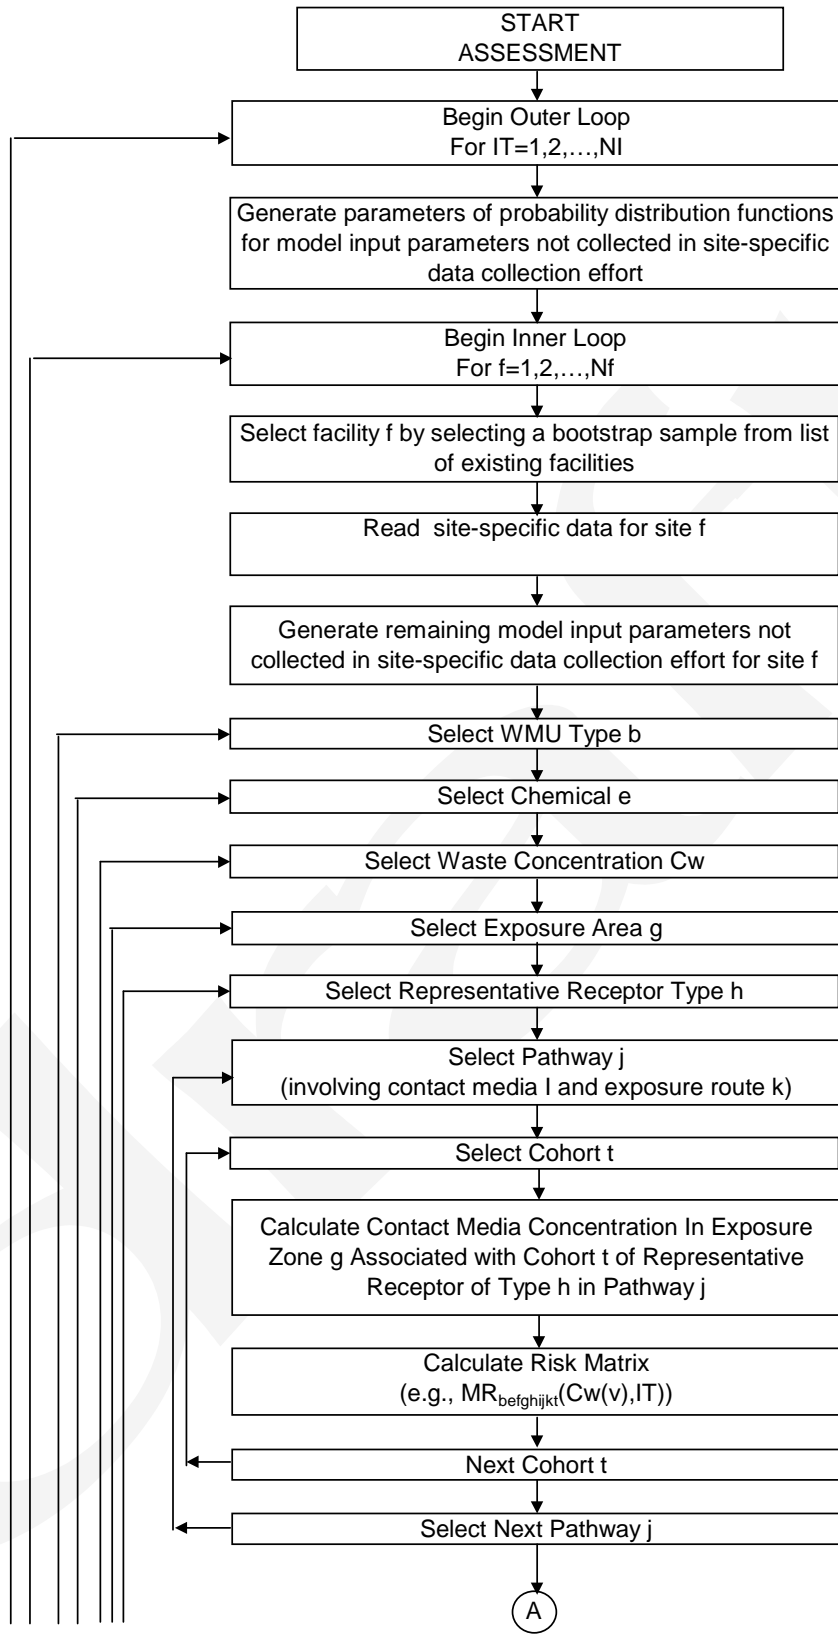 START
ASSESSMENT
Begin Outer Loop
For IT=1,2,…,NI
Generate parameters of probability distribution functions
for model input parameters not collected in site-specific
data collection effort
Begin Inner Loop
For f=1,2,…,Nf
Select facility f by selecting a bootstrap sample from list
of existing facilities
Read site-specific data for site f
Generate remaining model input parameters not
collected in site-specific data collection effort for site f
Select WMU Type b
Select Chemical e
Select Waste Concentration Cw
Select Exposure Area g
Select Representative Receptor Type h
Select Pathway j
(involving contact media I and exposure route k)
Select Cohort t
Calculate Contact Media Concentration In Exposure
Zone g Associated with Cohort t of Representative
Receptor of Type h in Pathway j
Calculate Risk Matrix
(e.g., MRbefghijkt(Cw(v),IT))
Next Cohort t
Select Next Pathway j
A